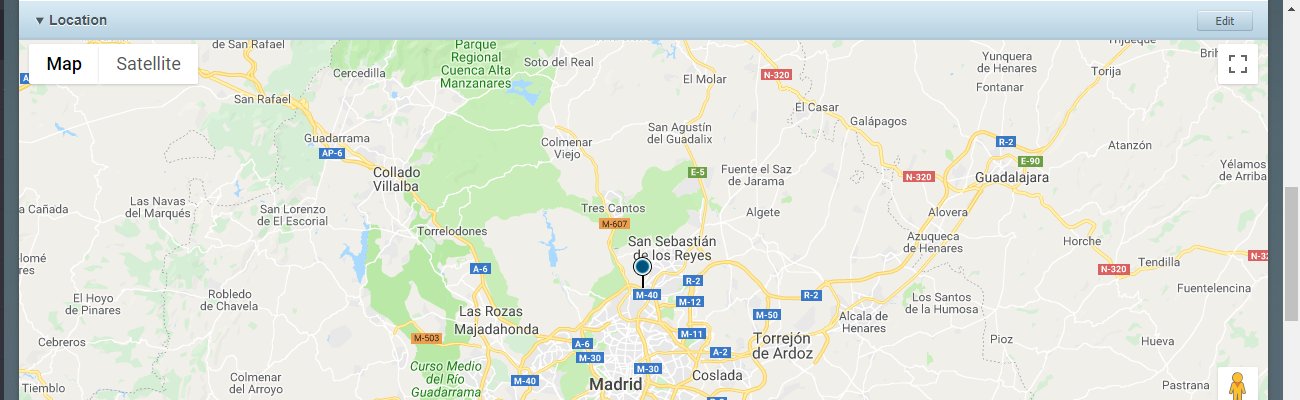 Location
Edit
Map
Satellite
de San Rafael
Parque
Regional
Cuenca Alta
Manzanares
Soto del Real
Cercedilla
El Molar
N-320
Yunquera
de Henares
Torija
Fontanar
San Rafael
El Casar
Galápagos
Guadarrama
AP-6
San Agustín
del Guadalix
Colmenar
Viejo
R-2
E-90
Atanzón
Collado
Villalba
E-5
Fuente el Saz
de Jarama
N-320
Guadalajara
Yélamos
de Arriba
a Cañada
Las Navas
del Marqués
San Lorenzo
de El Escorial
Tres Cantos
M-607
Algete
Alovera
Torrelodones
San Sebastián
de los Reyes
Azuqueca
de Henares
Horche
N-320
Tendilla
A-6
R-2
M-40
M-12
R-2
El Hoyo
de Pinares
Robledo
de Chavela
Las Rozas
Majadahonda
M-50
Alcala de
Henares
Los Santos
de la Humosa
Fuentelencina
Cebreros
M-503
A-6
M-30
M-11
A-2
Torrejón
de Ardoz
Pioz
Hueva
Curso Medio
del Río
Guadarrama
M-40
M-30
Madrid
Coslada
Colmenar
del Arroyo
Tiemblo
Pastrana